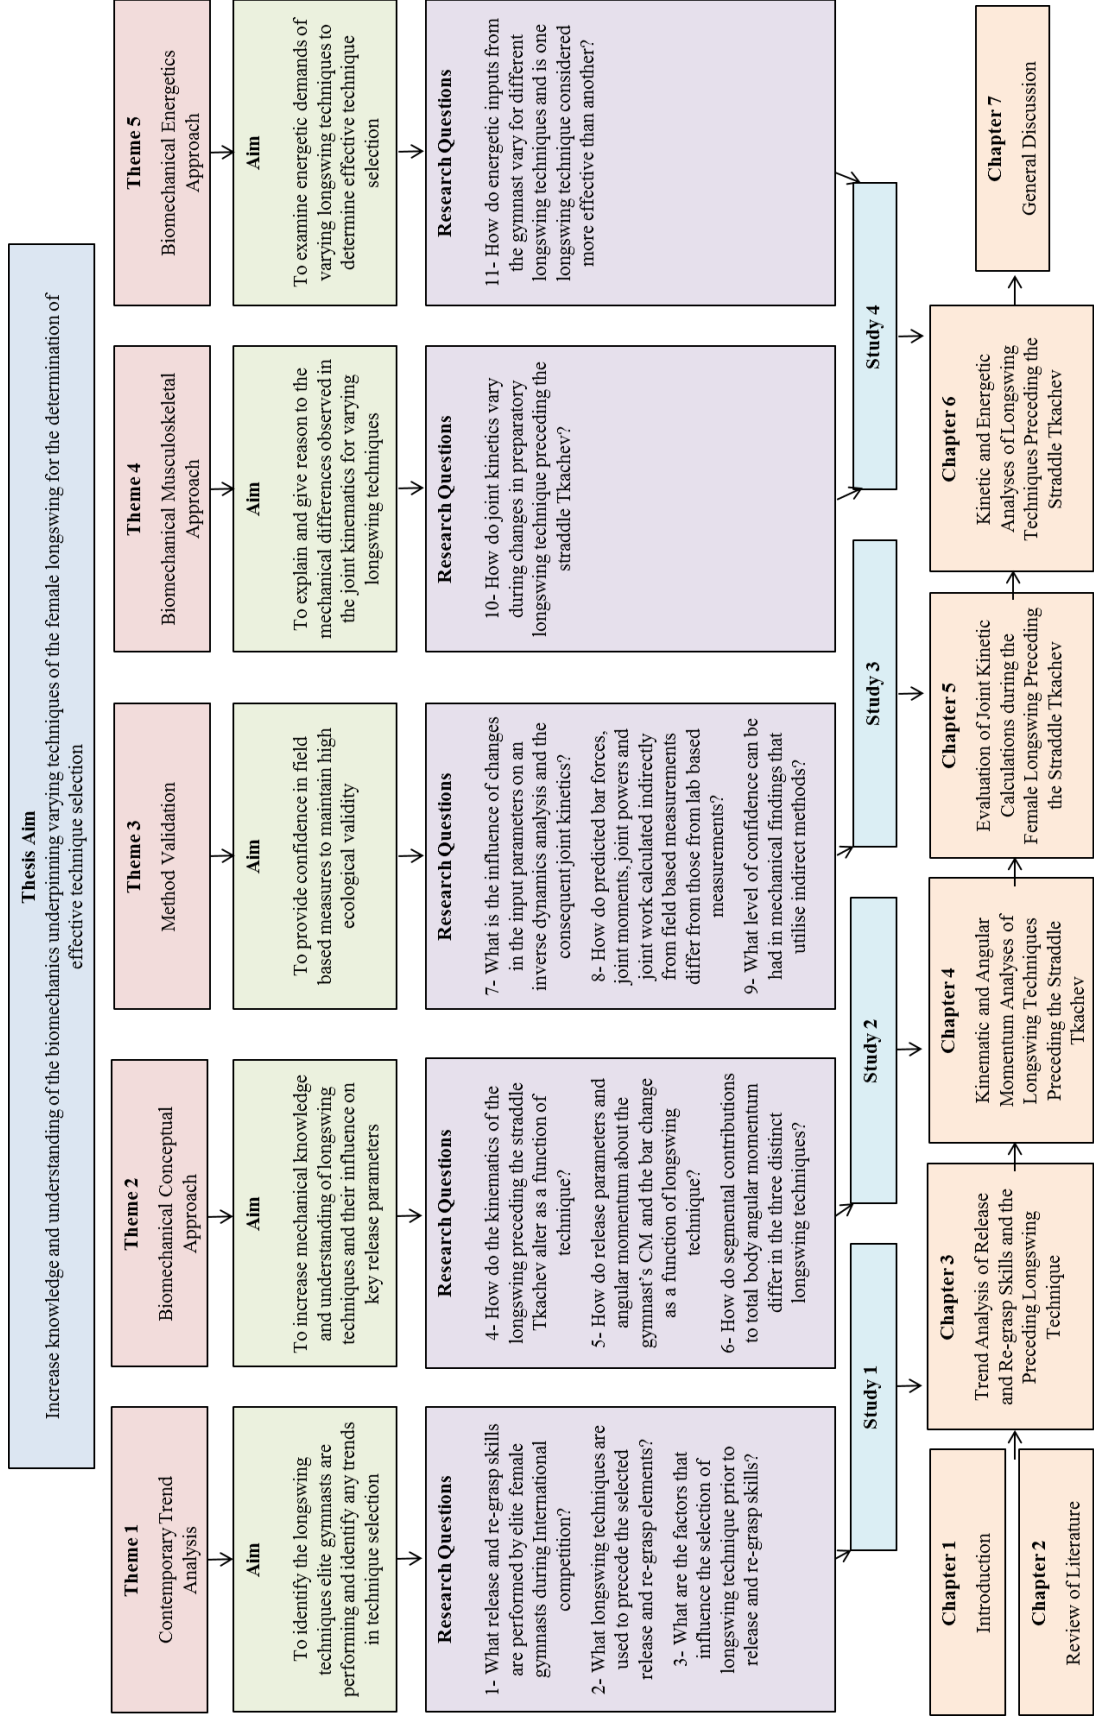 Thesis Aim
Increase knowledge and understanding of the biomechanics underpinning varying techniques of the female longswing for the determination of
effective technique selection
Theme 1
Contemporary Trend
Analysis
Aim
To identify the longswing
techniques elite gymnasts are
performing and identify any trends
in technique selection
Research Questions
1- What release and re-grasp skills
are performed by elite female
gymnasts during International
competition?
2- What longswing techniques are
used to precede the selected
release and re-grasp elements?
3- What are the factors that
influence the selection of
longswing technique prior to
release and re-grasp skills?
Theme 2
Biomechanical Conceptual
Approach
Aim
To increase mechanical knowledge
and understanding of longswing
techniques and their influence on
key release parameters
Research Questions
4- How do the kinematics of the
longswing preceding the straddle
Tkachev alter as a function of
technique?
5- How do release parameters and
angular momentum about the
gymnast's CM and the bar change
as a function of longswing
technique?
6- How do segmental contributions
to total body angular momentum
differ in the three distinct
longswing techniques?
Theme 3
Method Validation
Aim
To provide confidence in field
based measures to maintain high
ecological validity
Research Questions
7- What is the influence of changes
in the input parameters on an
inverse dynamics analysis and the
consequent joint kinetics?
8- How do predicted bar forces,
joint moments, joint powers and
joint work calculated indirectly
from field based measurements
differ from those from lab based
measurements?
9- What level of confidence can be
had in mechanical findings that
utilise indirect methods?
Theme 4
Biomechanical Musculoskeletal
Approach
Aim
To explain and give reason to the
mechanical differences observed in
the joint kinematics for varying
longswing techniques
Research Questions
10- How do joint kinetics vary
during changes in preparatory
longswing technique preceding the
straddle Tkachev?
Theme 5
Biomechanical Energetics
Approach
Aim
To examine energetic demands of
varying longswing techniques to
determine effective technique
selection
Research Questions
11- How do energetic inputs from
the gymnast vary for different
longswing techniques and is one
longswing technique considered
more effective than another?
Study 1
Study 2
Study 3
Study 4
Chapter 1
Introduction
Chapter 2
Review of Literature
Chapter 3
Trend Analysis of Release
and Re-grasp Skills and the
Preceding Longswing
Technique
Chapter 4
Kinematic and Angular
Momentum Analyses of
Longswing Techniques
Preceding the Straddle
Tkachev
Chapter 5
Evaluation of Joint Kinetic
Calculations during the
Female Longswing Preceding
the Straddle Tkachev
Chapter 6
Kinetic and Energetic
Analyses of Longswing
Techniques Preceding the
Straddle Tkachev
Chapter 7
General Discussion